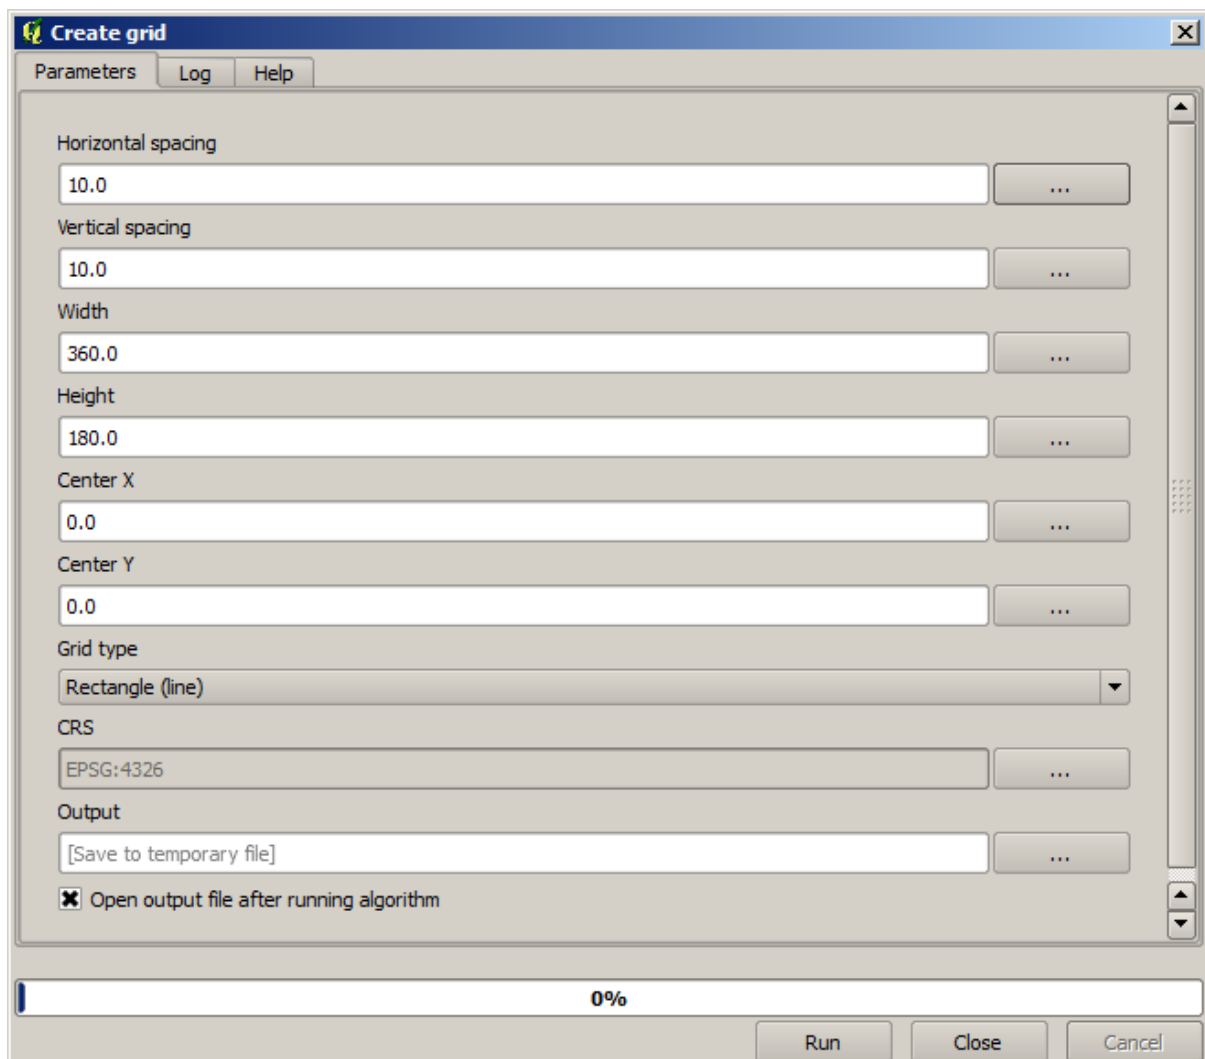 Create grid
Parameters Log Help
Horizontal spacing
10.0 ...
Vertical spacing
10.0 ...
Width
360.0 ...
Height
180.0 ...
Center X
0.0 ...
Center Y
0.0 ...
Grid type
Rectangle (line)
CRS
EPSG:4326 ...
Output
[Save to temporary file] ...
Open output file after running algorithm
0%
Run Close Cancel